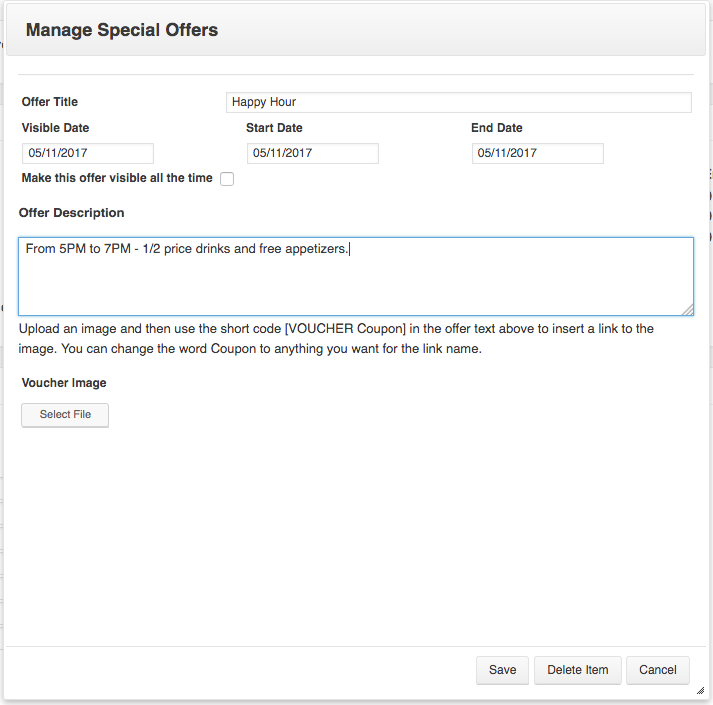 Manage Special Offers
Offer Title
Happy Hour
Visible Date Start Date End Date
05/11/2017 05/11/2017 05/11/2017
Make this offer visible all the time
Offer Description
From 5PM to 7PM - 1/2 price drinks and free appetizers.
Upload an image and then use the short code [VOUCHER Coupon] in the offer text above to insert a link to the
image. You can change the word Coupon to anything you want for the link name.
Voucher Image
Select File
Save Delete Item Cancel